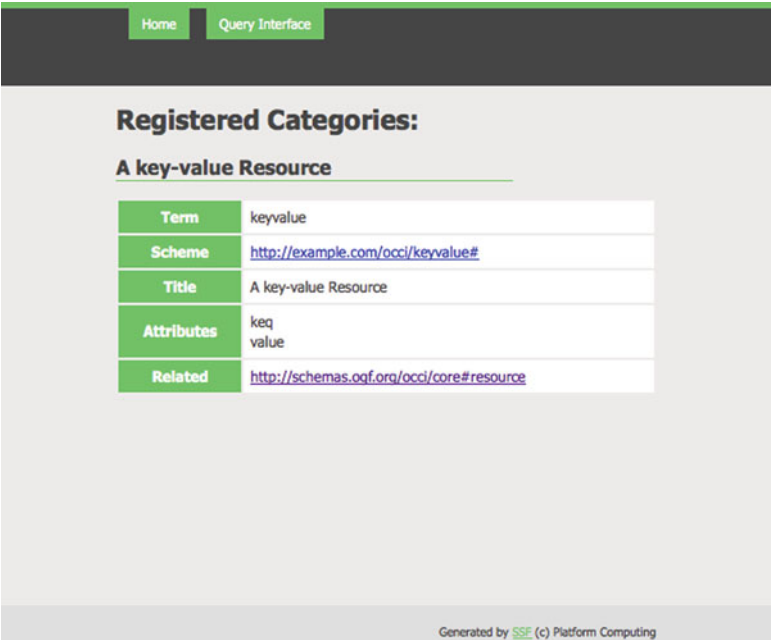 Home Query Interface
Registered Categories:
A key-value Resource
Term keyvalue
Scheme http://example.com/occi/keyvalue#
Title A key-value Resource
Attributes keq
value
Related http://schemas.ogf.org/occi/core#resource
Generated by SSF (c) Platform Computing